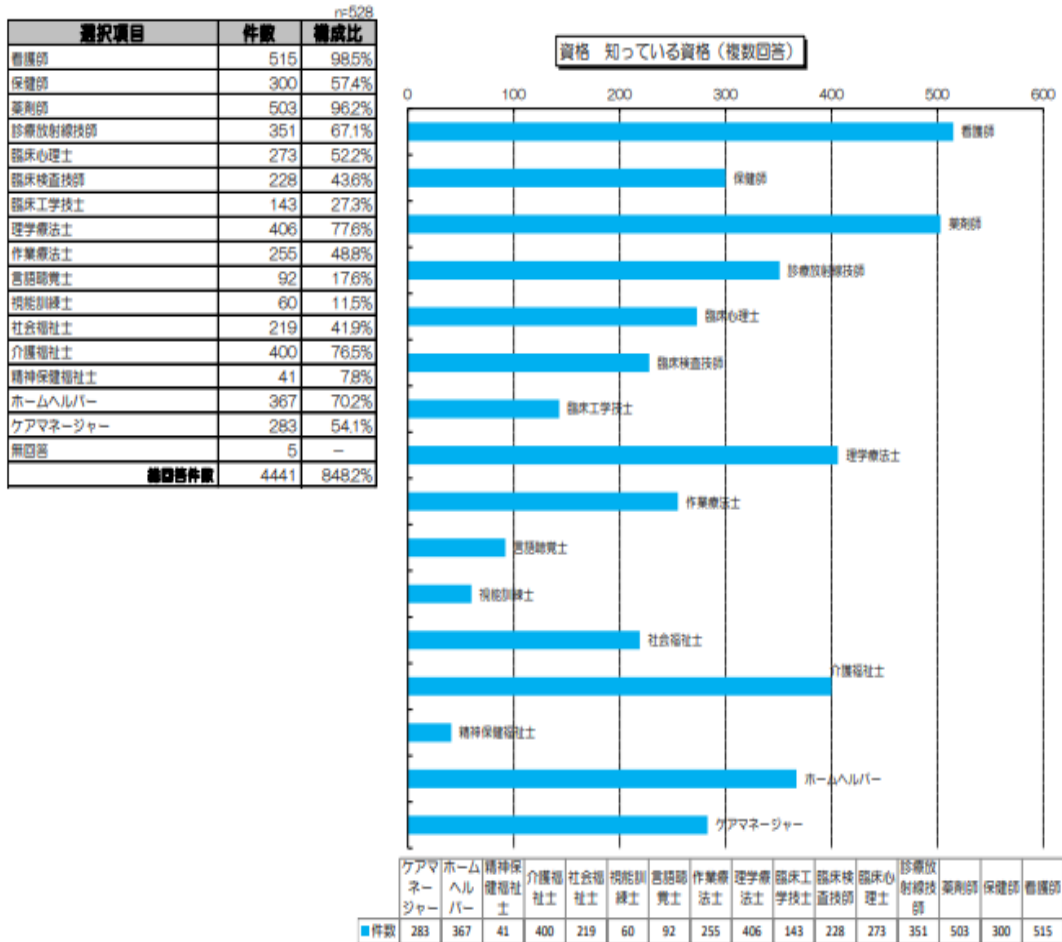 n=528
選択項目 件数 構成比
看護師 515 98.5%
保健師 300 57.4%
薬剤師 503 96.2%
診療放射線技師 351 67.1%
臨床心理士 273 52.2%
臨床検査技師 228 43.6%
臨床工学技士 143 27.3%
理学療法士 406 77.6%
作業療法士 255 48.8%
言語聴覚士 92 17.6%
視能訓練士 60 11.5%
社会福祉士 219 41.9%
介護福祉士 400 76.5%
精神保健福祉士 41 7.8%
ホームヘルパー 367 70.2%
ケアマネージャー 283 54.1%
無回答 5 −
総回答件数 4441 848.2%
資格 知っている資格（複数回答）
0 100 200 300 400 500 600
看護師
保健師
薬剤師
診療放射線技師
臨床心理士
臨床検査技師
臨床工学技士
理学療法士
作業療法士
言語聴覚士
視能訓練士
社会福祉士
介護福祉士
精神保健福祉士
ホームヘルパー
ケアマネージャー
ケアマネージャー ホームヘルパー 精神保健福祉士 介護福祉士 社会福祉士 視能訓練士 言語聴覚士 作業療法士 理学療法士 臨床工学技士 臨床検査技師 臨床心理士 診療放射線技師 薬剤師 保健師 看護師
件数 283 367 41 400 219 60 92 255 406 143 228 273 351 503 300 515